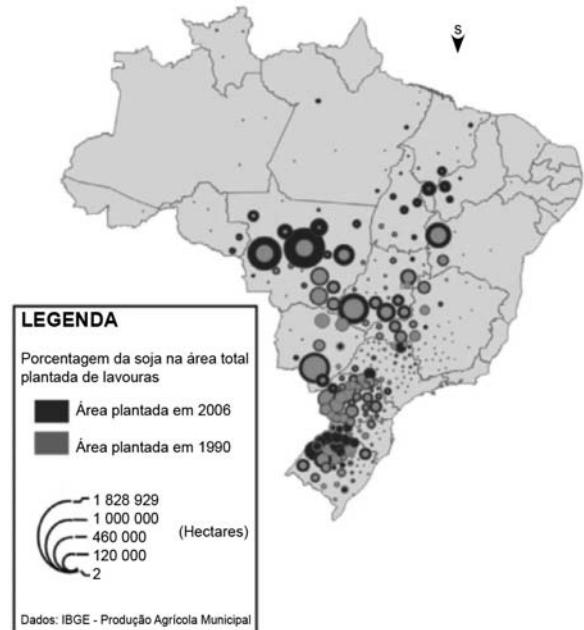 S
LEGENDA
Porcentagem da soja na área total
plantada de lavouras
Área plantada em 2006
Área plantada em 1990
1 828 929
1 000 000
460 000
120 000
2
(Hectares)
Dados: IBGE - Produção Agrícola Municipal